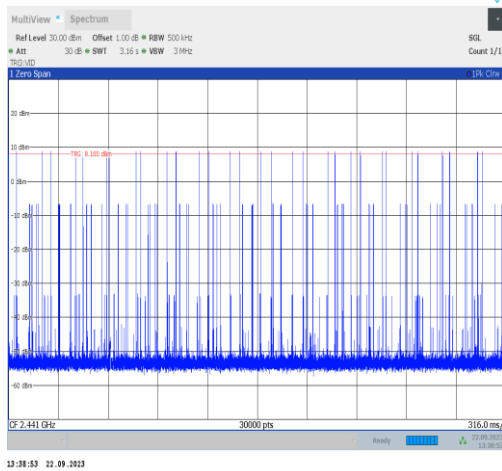 MultiView Spectrum
Ref Level 30.00 dBm Offset 1.00 dB RBW 500 kHz SGL
Att 30 dB SWT 3.16 s VBW 3 MHz Count 1/1
TRG:VID
1 Zero Span 1Pk Clrw
20 dBm
10 dBm
TRG 8.100 dBm
0 dBm
-10 dBm
-20 dBm
-30 dBm
-40 dBm
-60 dBm
CF 2.441 GHz 30000 pts 316.0 ms/
Ready 22.09.2023
13:38:52
13:38:53 22.09.2023